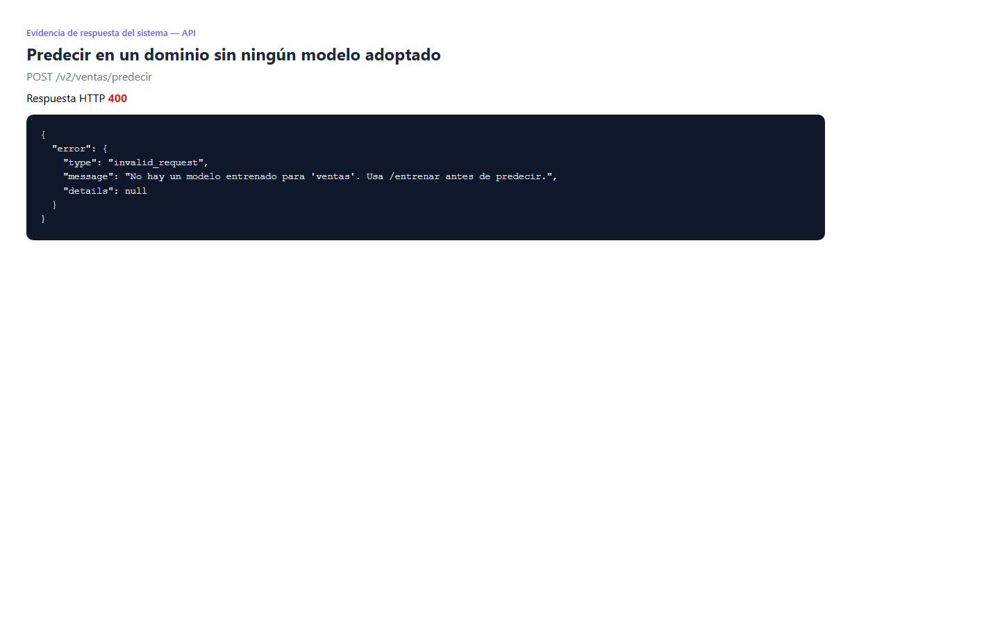 Evidencia de respuesta del sistema — API
Predecir en un dominio sin ningún modelo adoptado
POST /v2/ventas/predecir
Respuesta HTTP 400
{
  "error": {
    "type": "invalid_request",
    "message": "No hay un modelo entrenado para 'ventas'. Usa /entrenar antes de predecir.",
    "details": null
  }
}